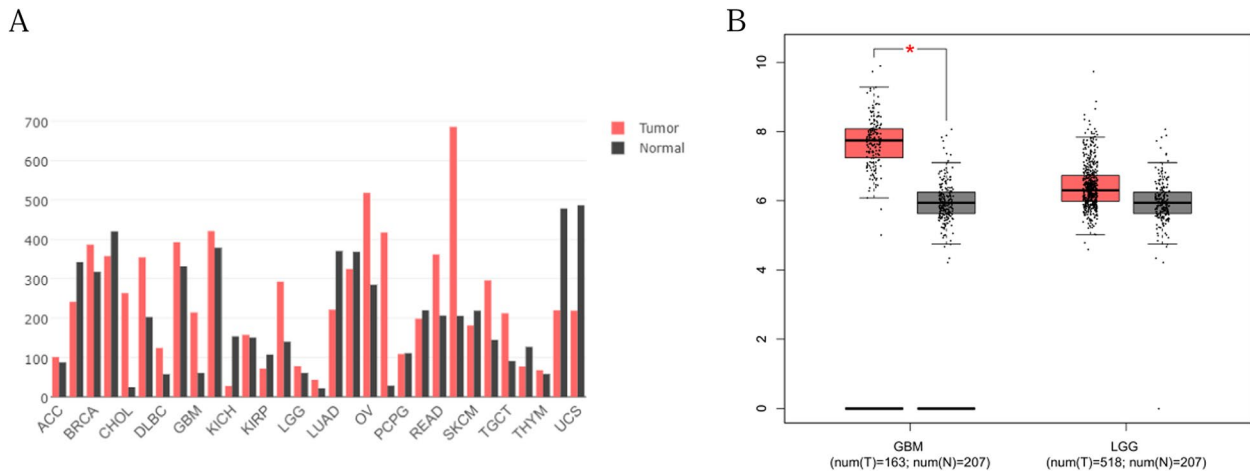 A
700
600
500
400
300
200
100
0
ACC
BRCA
CHOL
DLBC
GBM
KICH
KIRP
LGG
LUAD
OV
PCPG
READ
SKCM
TGCT
THYM
UCS
Tumor
Normal
B
10
8
6
4
2
0
*
GBM
(num(T)=163; num(N)=207)
LGG
(num(T)=518; num(N)=207)